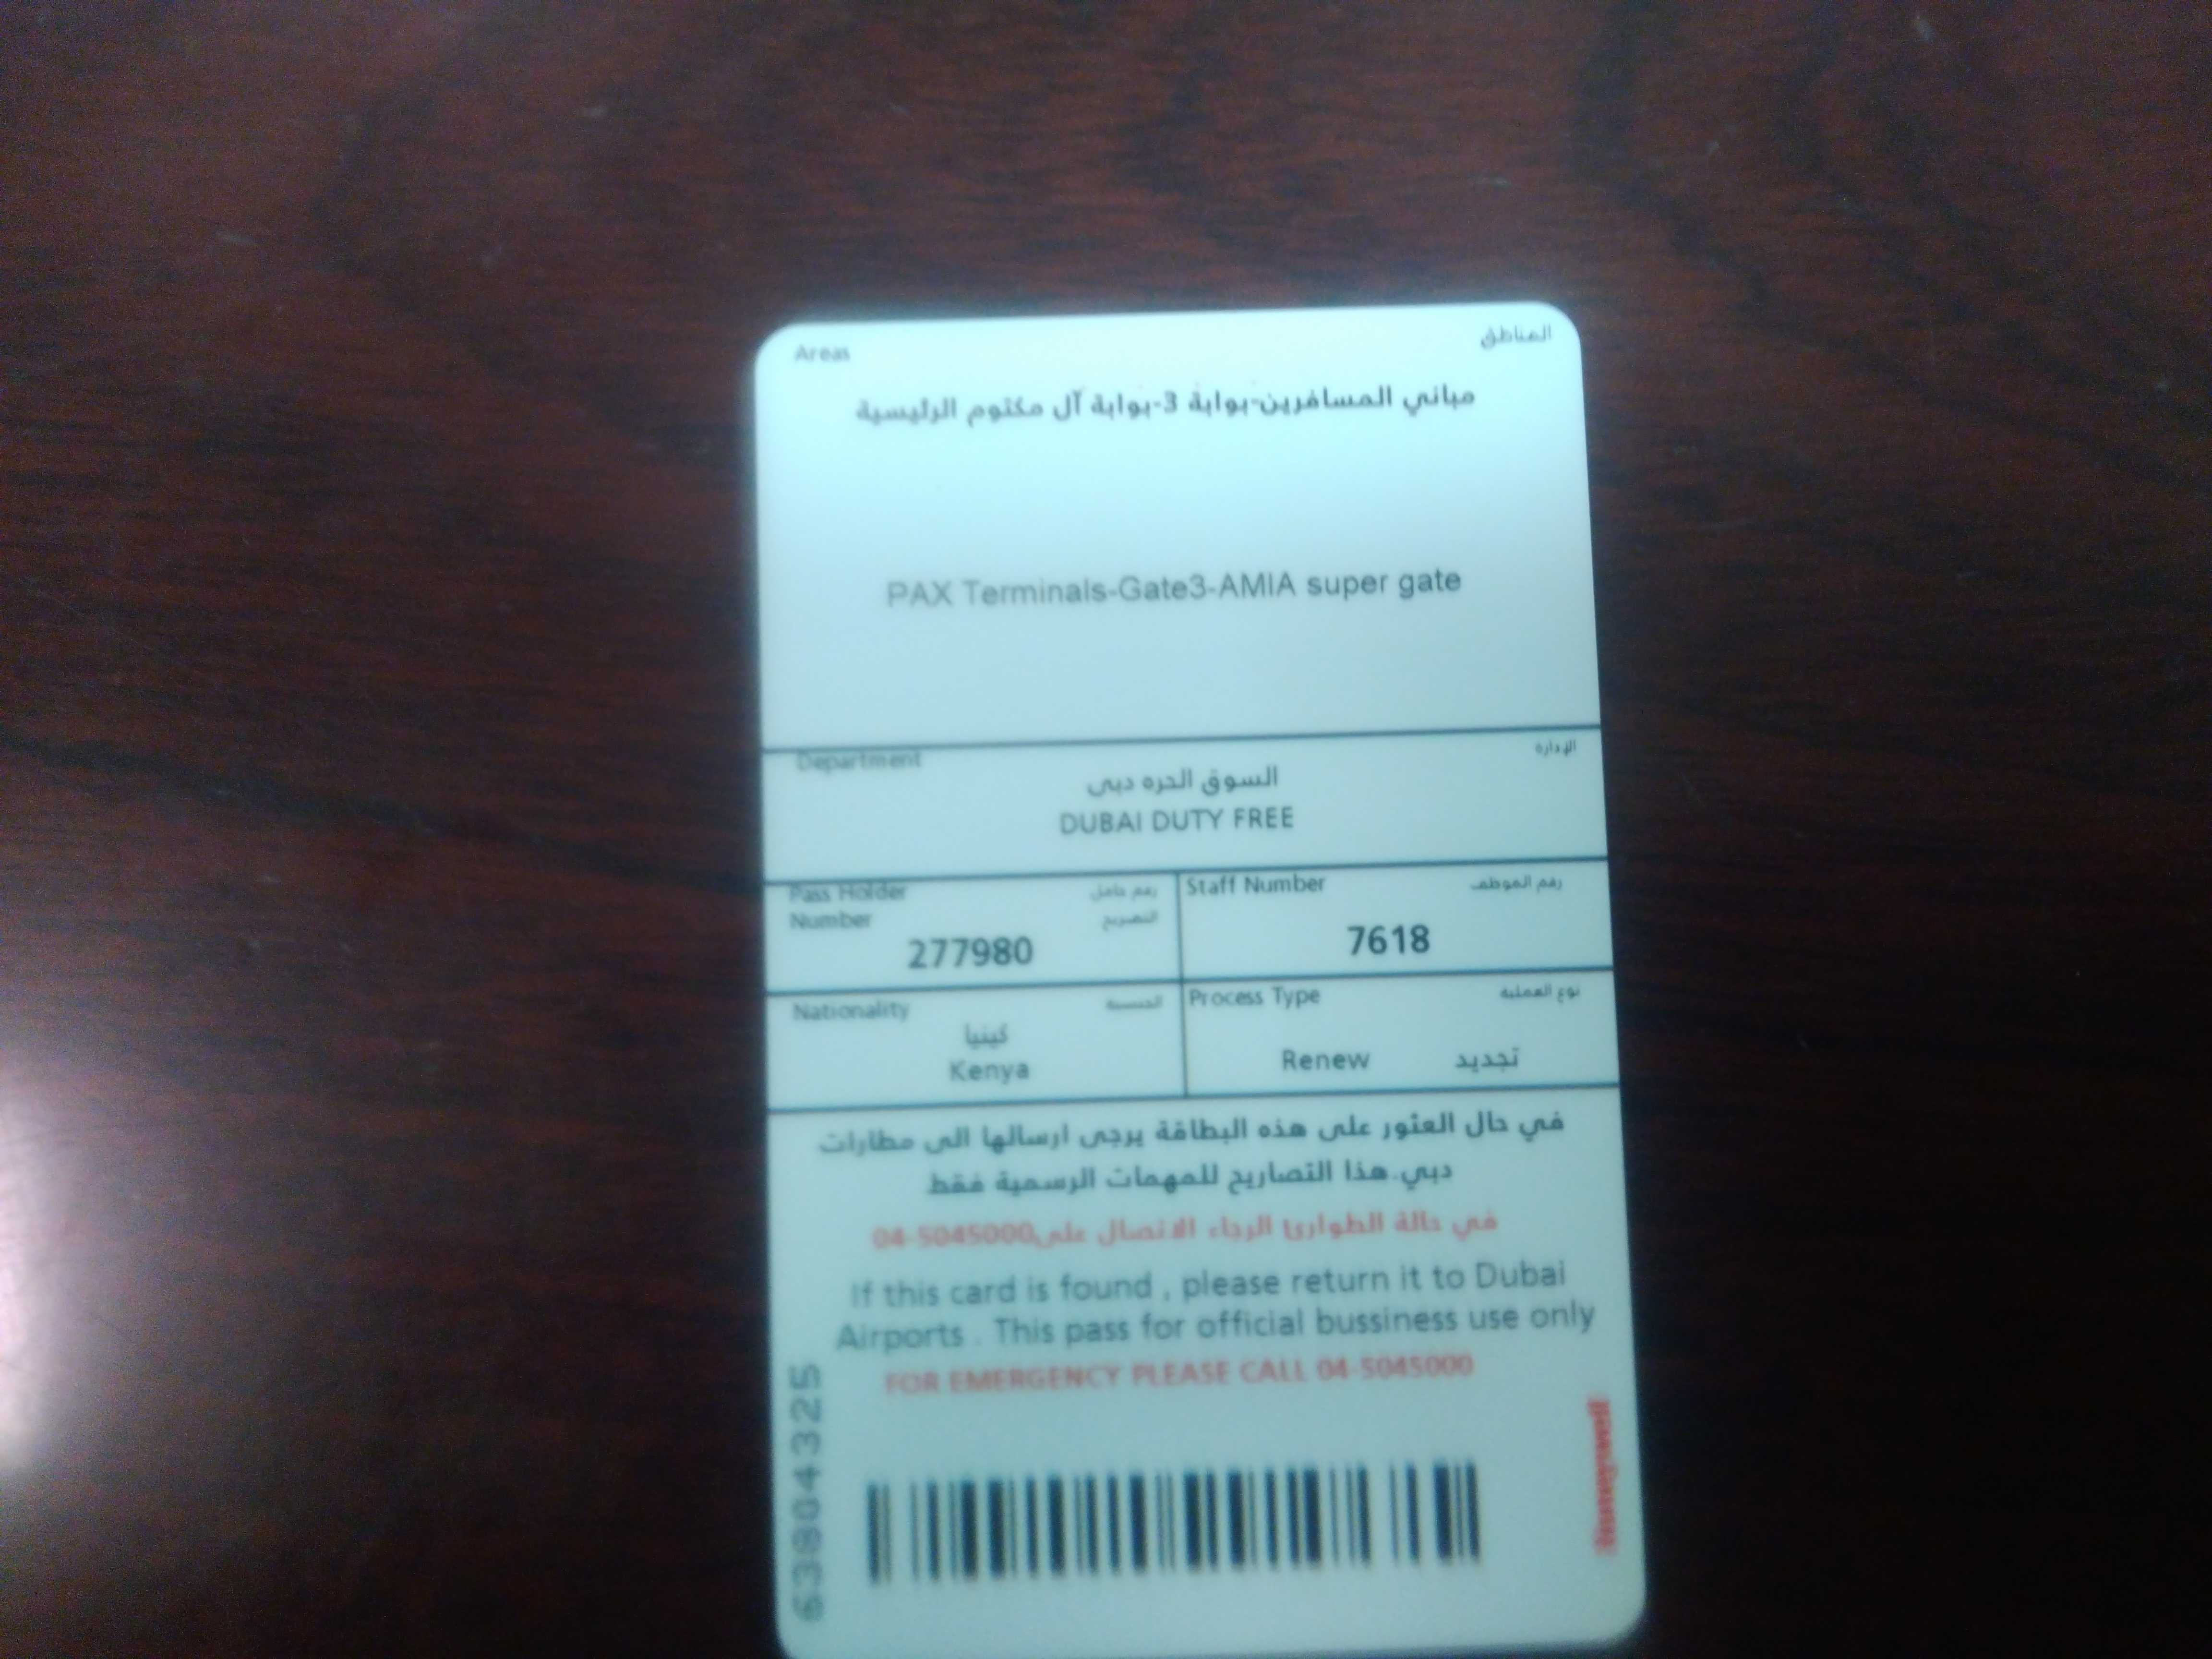 Areas المناطق
مباني المسافرين-بوابة 3-بوابة آل مكتوم الرئيسية
PAX Terminals-Gate3-AMIA super gate
Department الإدارة
السوق الحره دبى
DUBAI DUTY FREE
Pass Holder Number رقم حامل التصريح
277980
Staff Number رقم الموظف
7618
Nationality الجنسية
كينيا
Kenya
Process Type نوع العملية
Renew تجديد
في حال العثور على هذه البطاقة يرجى ارسالها الى مطارات
دبي.هذا التصاريح للمهمات الرسمية فقط
في حالة الطوارئ الرجاء الاتصال على04-5045000
If this card is found , please return it to Dubai
Airports . This pass for official bussiness use only
FOR EMERGENCY PLEASE CALL 04-5045000
638043325
Honeywell